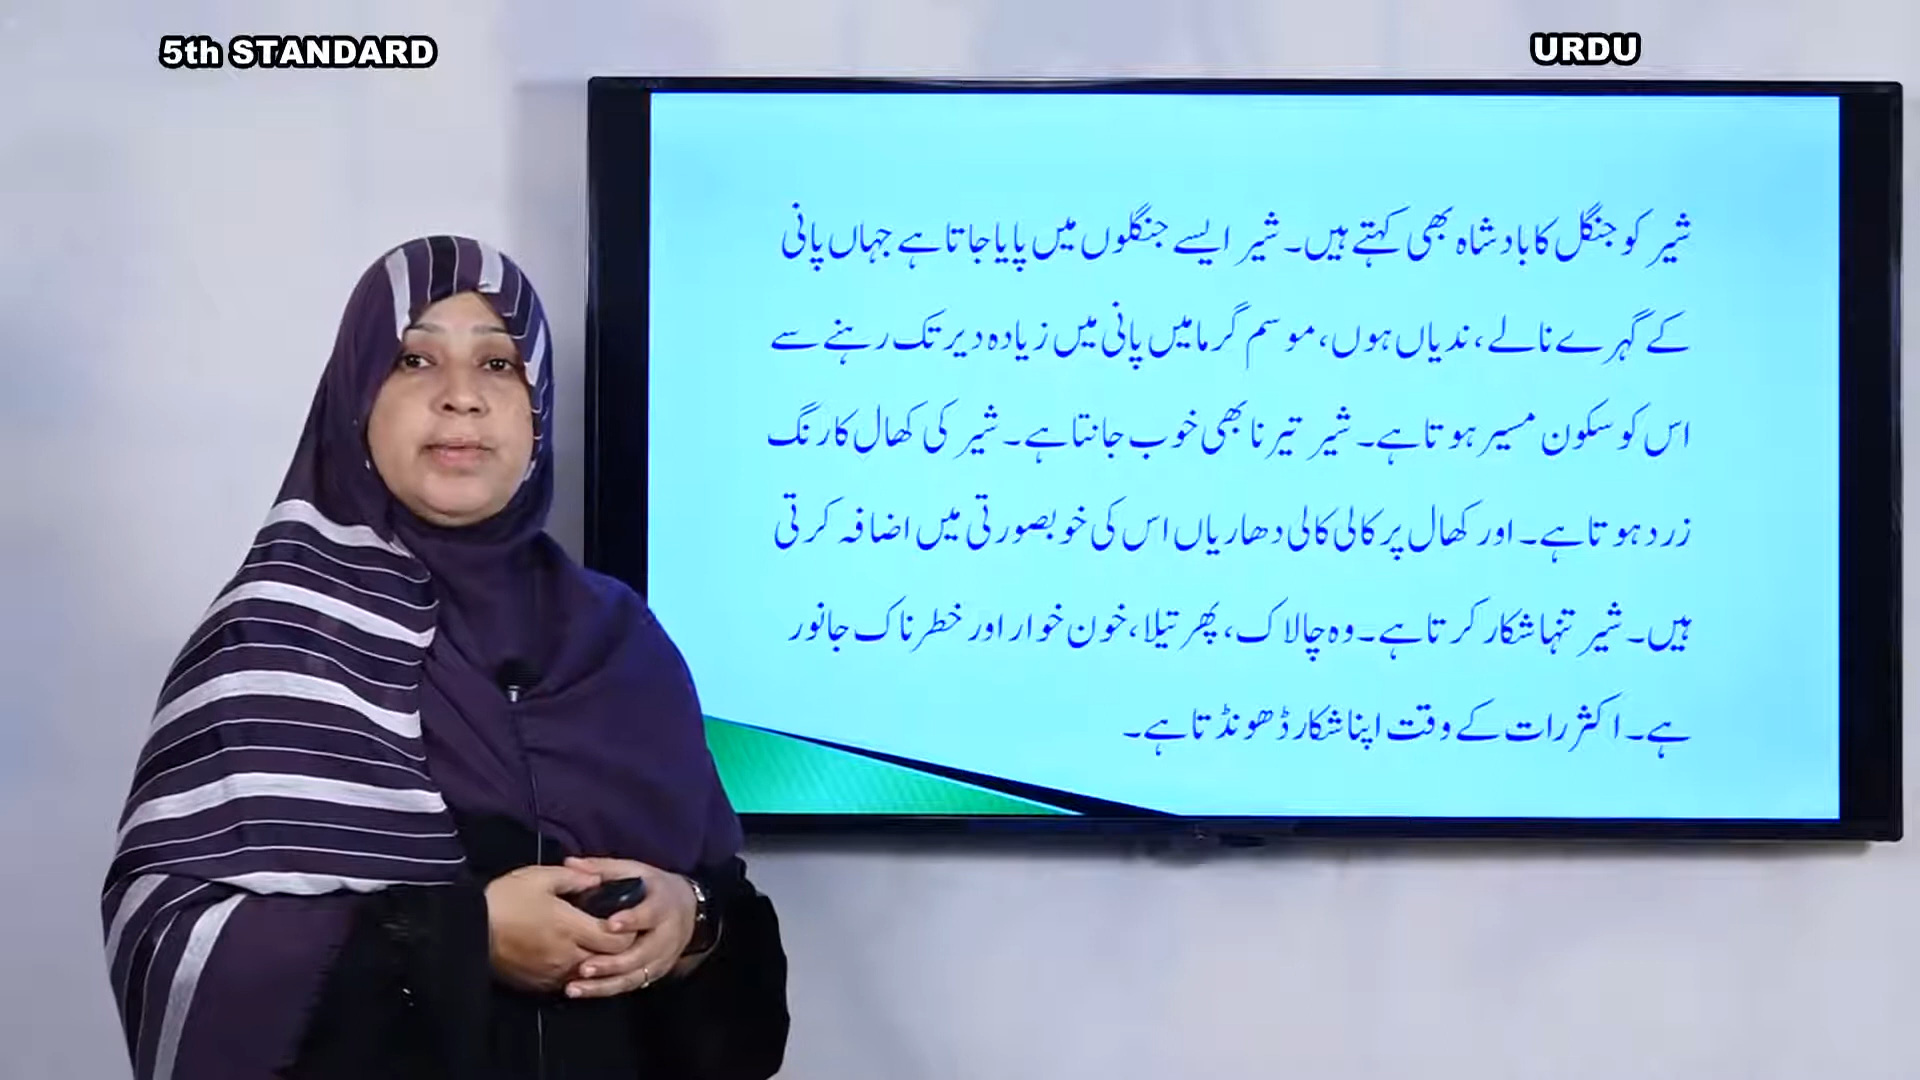 5th STANDARD
URDU
شیر کو جنگل کا بادشاہ بھی کہتے ہیں۔ شیر ایسے جنگلوں میں پایا جاتا ہے جہاں پانی
کے گہرے نالے، ندیاں ہوں، موسم گرما میں پانی میں زیادہ دیر تک رہنے سے
اس کو سکون میسر ہوتا ہے۔ شیر تیرنا بھی خوب جانتا ہے۔ شیر کی کھال کا رنگ
زرد ہوتا ہے۔ اور کھال پر کالی کالی دھاریاں اس کی خوبصورتی میں اضافہ کرتی
ہیں۔ شیر تنہا شکار کرتا ہے۔ وہ چالاک، پھرتیلا، خون خوار اور خطرناک جانور
ہے۔ اکثر رات کے وقت اپنا شکار ڈھونڈتا ہے۔